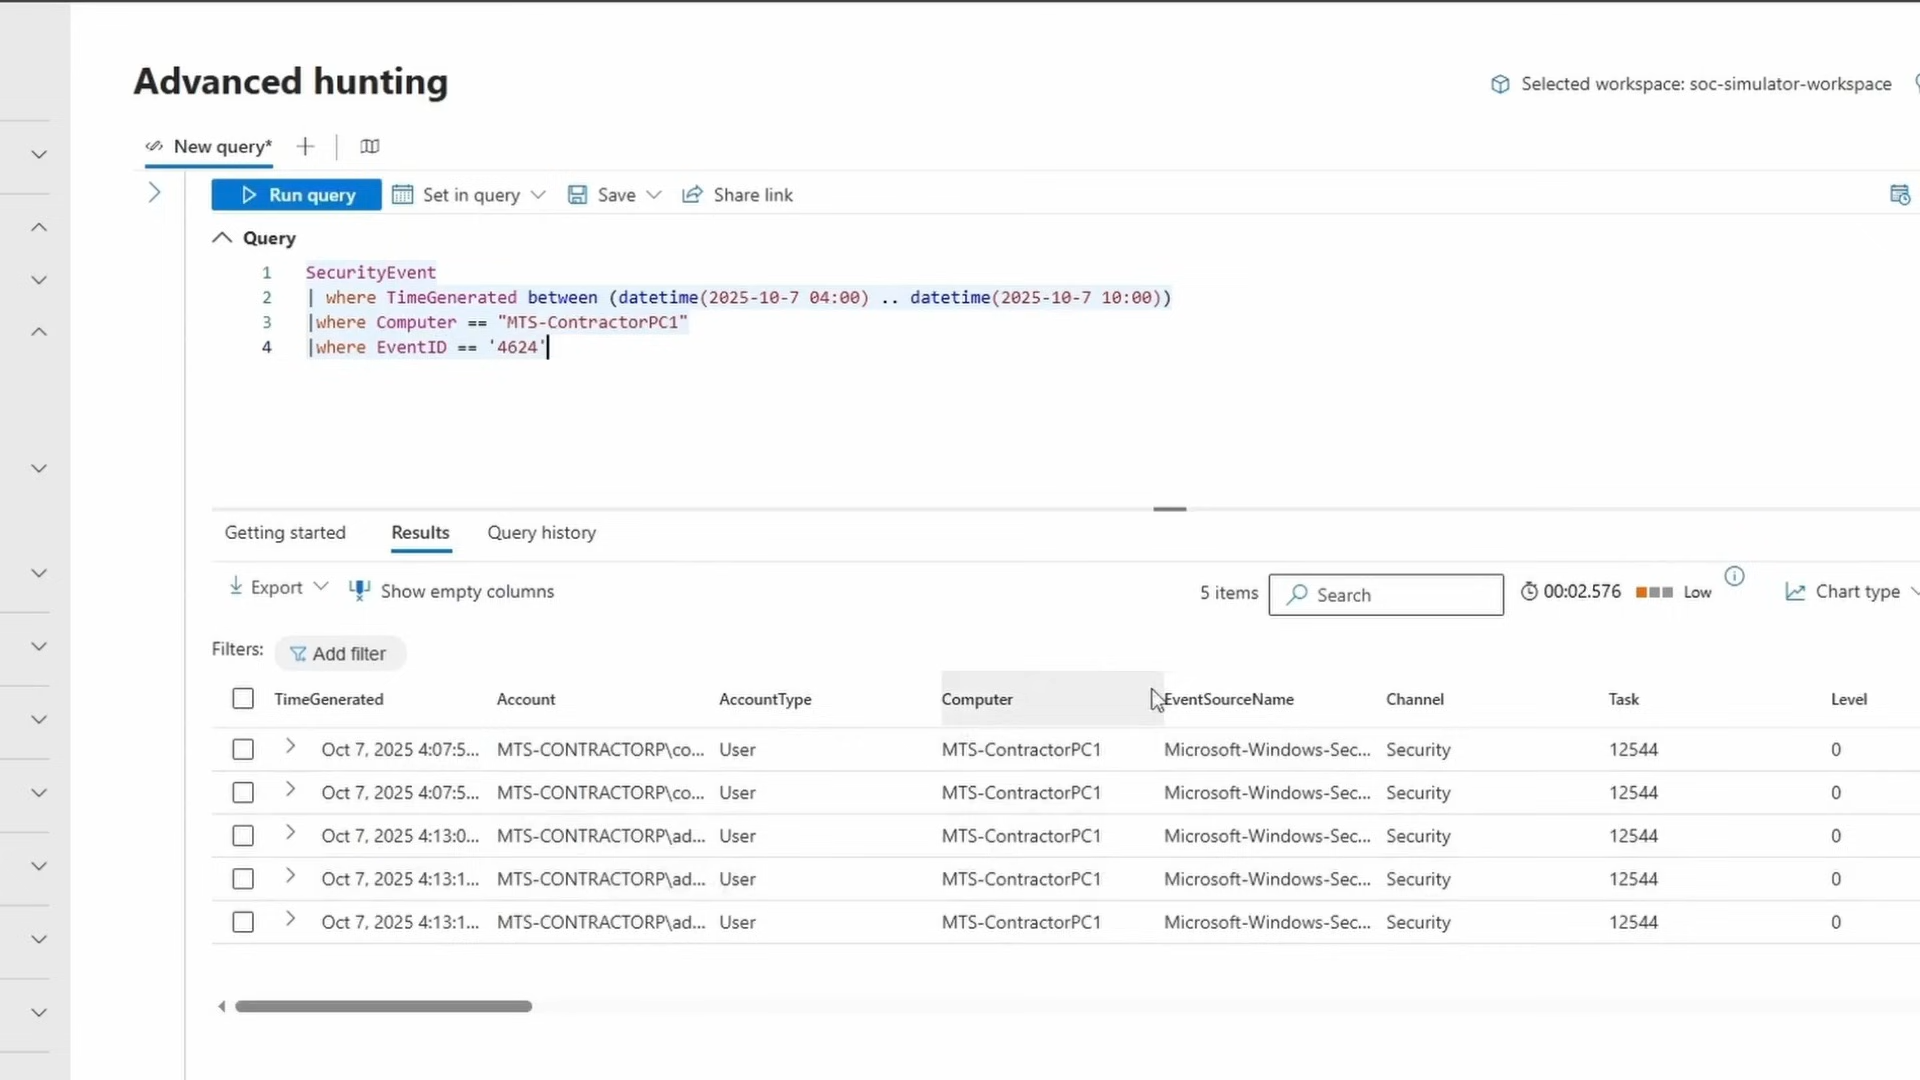 Advanced hunting
Selected workspace: soc-simulator-workspace
New query*
Run query
Set in query
Save
Share link
Query
1 SecurityEvent
2 | where TimeGenerated between (datetime(2025-10-7 04:00) .. datetime(2025-10-7 10:00))
3 |where Computer == "MTS-ContractorPC1"
4 |where EventID == '4624'
Getting started Results Query history
Export Show empty columns 5 items Search 00:02.576 Low Chart type
Filters: Add filter
TimeGenerated Account AccountType Computer EventSourceName Channel Task Level
Oct 7, 2025 4:07:5... MTS-CONTRACTORP\co... User MTS-ContractorPC1 Microsoft-Windows-Sec... Security 12544 0
Oct 7, 2025 4:07:5... MTS-CONTRACTORP\co... User MTS-ContractorPC1 Microsoft-Windows-Sec... Security 12544 0
Oct 7, 2025 4:13:0... MTS-CONTRACTORP\ad... User MTS-ContractorPC1 Microsoft-Windows-Sec... Security 12544 0
Oct 7, 2025 4:13:1... MTS-CONTRACTORP\ad... User MTS-ContractorPC1 Microsoft-Windows-Sec... Security 12544 0
Oct 7, 2025 4:13:1... MTS-CONTRACTORP\ad... User MTS-ContractorPC1 Microsoft-Windows-Sec... Security 12544 0